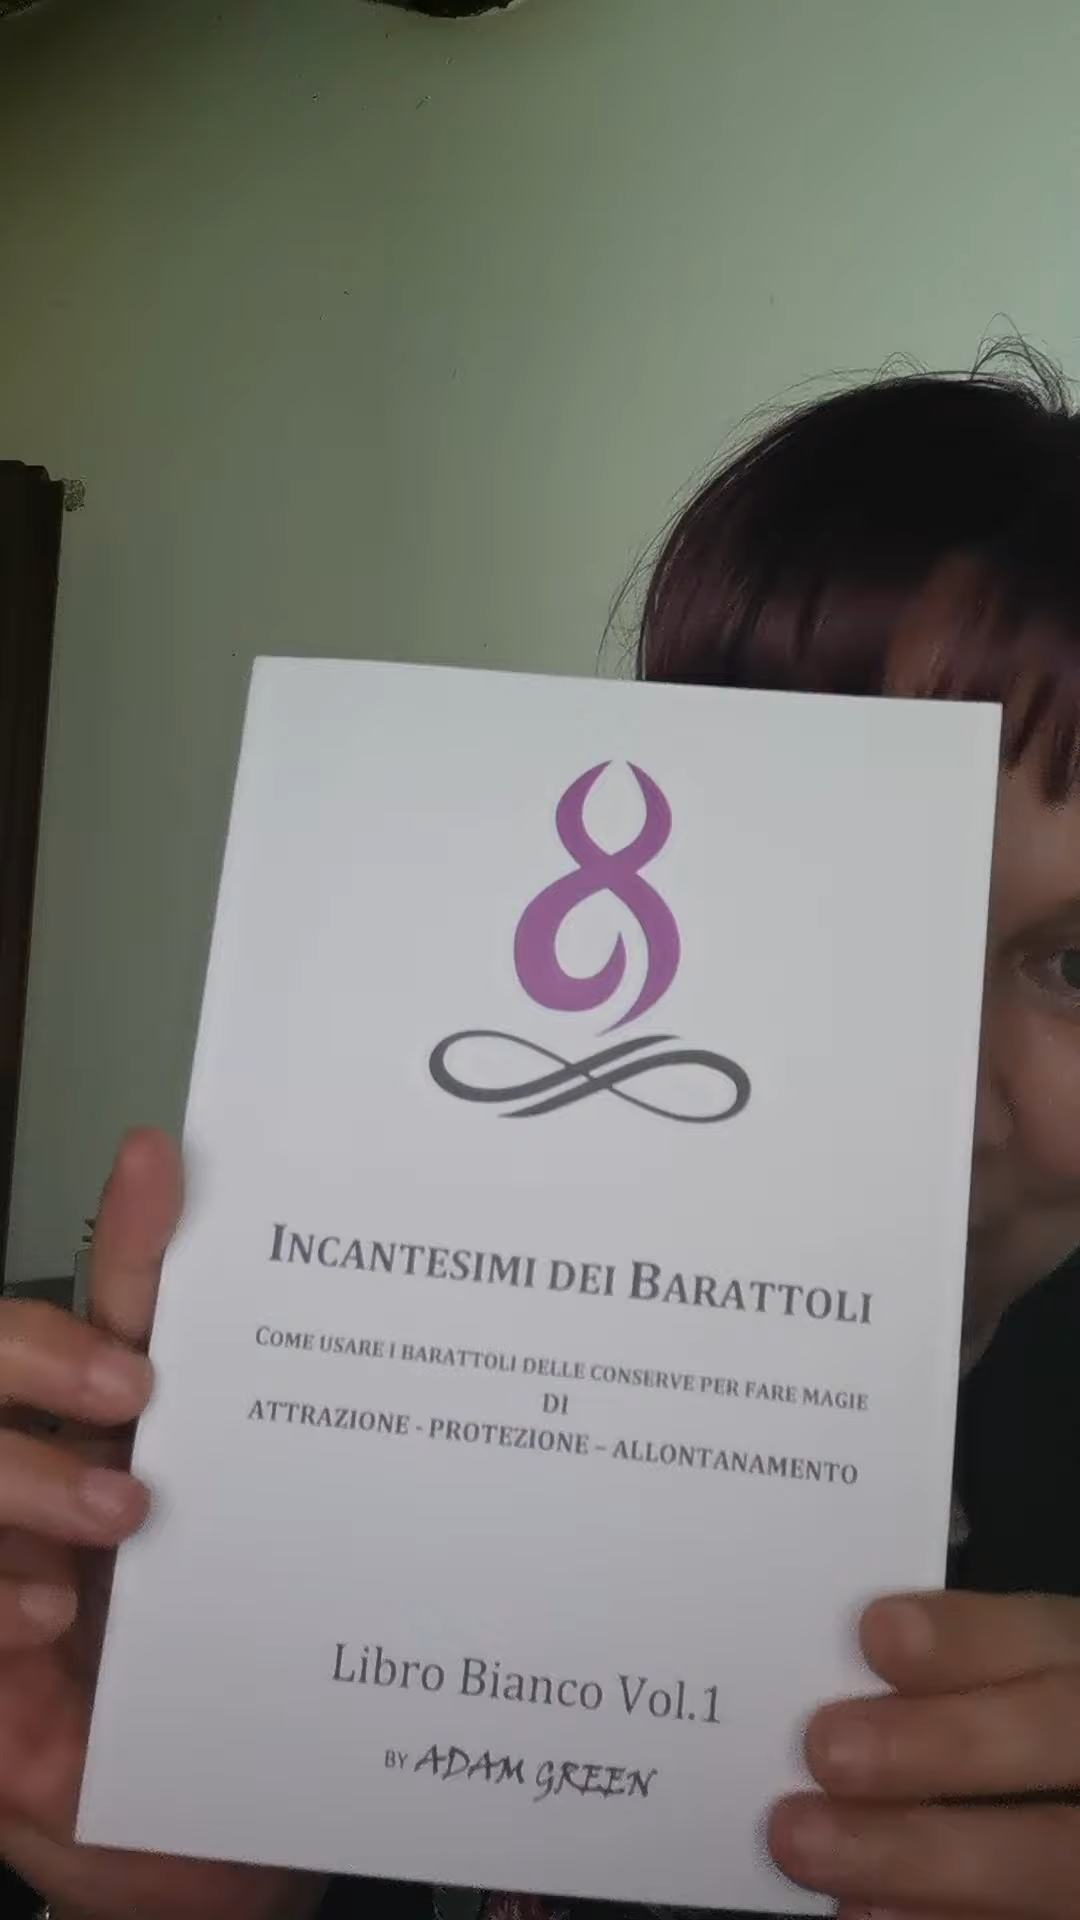 INCANTESIMI DEI BARATTOLI
COME USARE I BARATTOLI DELLE CONSERVE PER FARE MAGIE
DI
ATTRAZIONE - PROTEZIONE – ALLONTANAMENTO
Libro Bianco Vol.1
BY ADAM GREEN